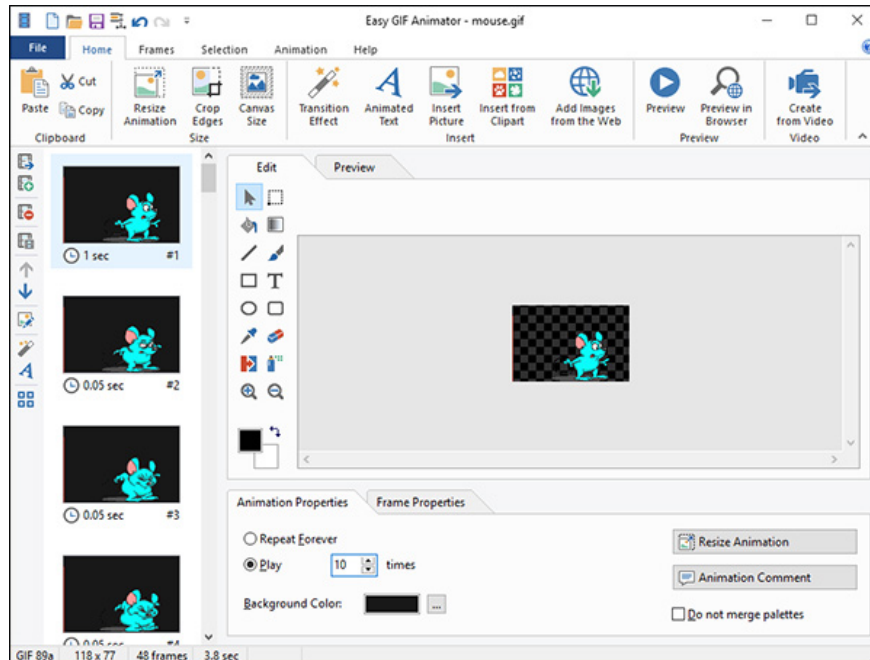 Easy GIF Animator - mouse.gif
File Home Frames Selection Animation Help
Paste
Cut
Copy
Clipboard
Resize Animation
Crop Edges
Canvas Size
Size
Transition Effect
Animated Text
Insert Picture
Insert from Clipart
Add Images from the Web
Insert
Preview
Preview in Browser
Preview
Create from Video
Video
1 sec #1
0.05 sec #2
0.05 sec #3
0.05 sec #4
Edit Preview
Animation Properties Frame Properties
Repeat Forever
Play 10 times
Background Color: ...
Resize Animation
Animation Comment
Do not merge palettes
GIF 89a 118 x 77 48 frames 3.8 sec